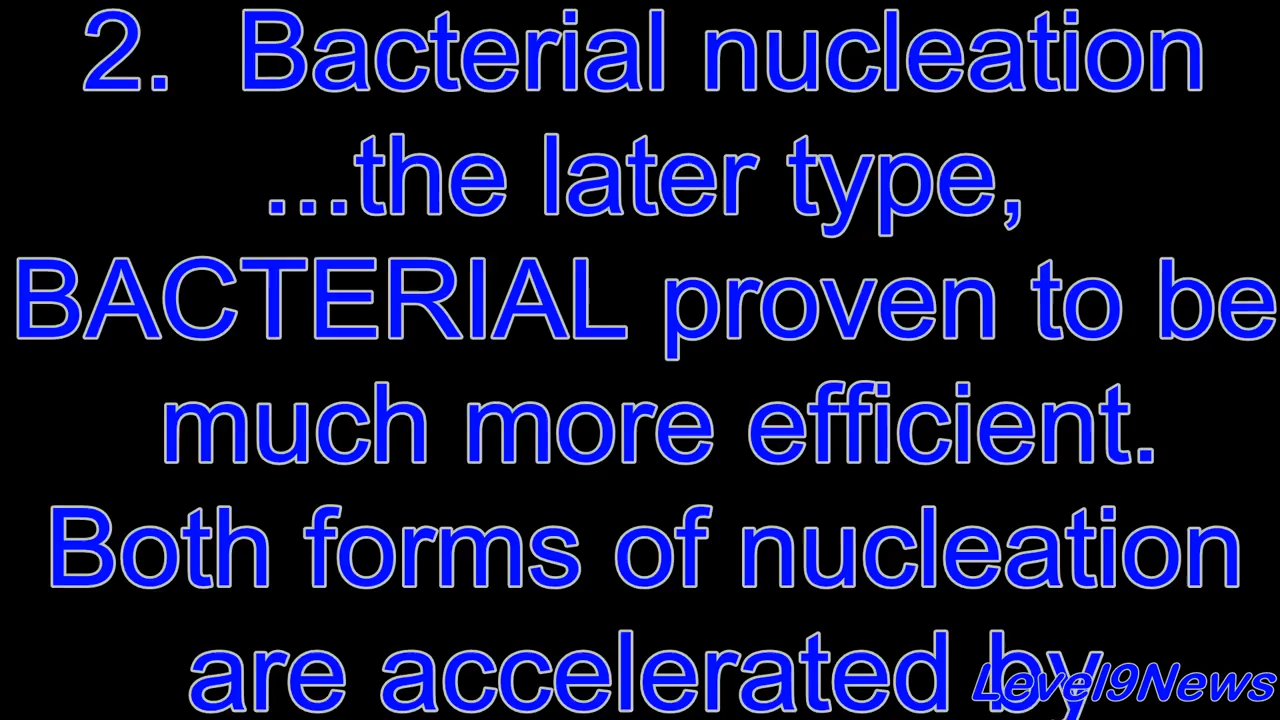 2. Bacterial nucleation
...the later type,
BACTERIAL proven to be
much more efficient.
Both forms of nucleation
are accelerated by
Level9News